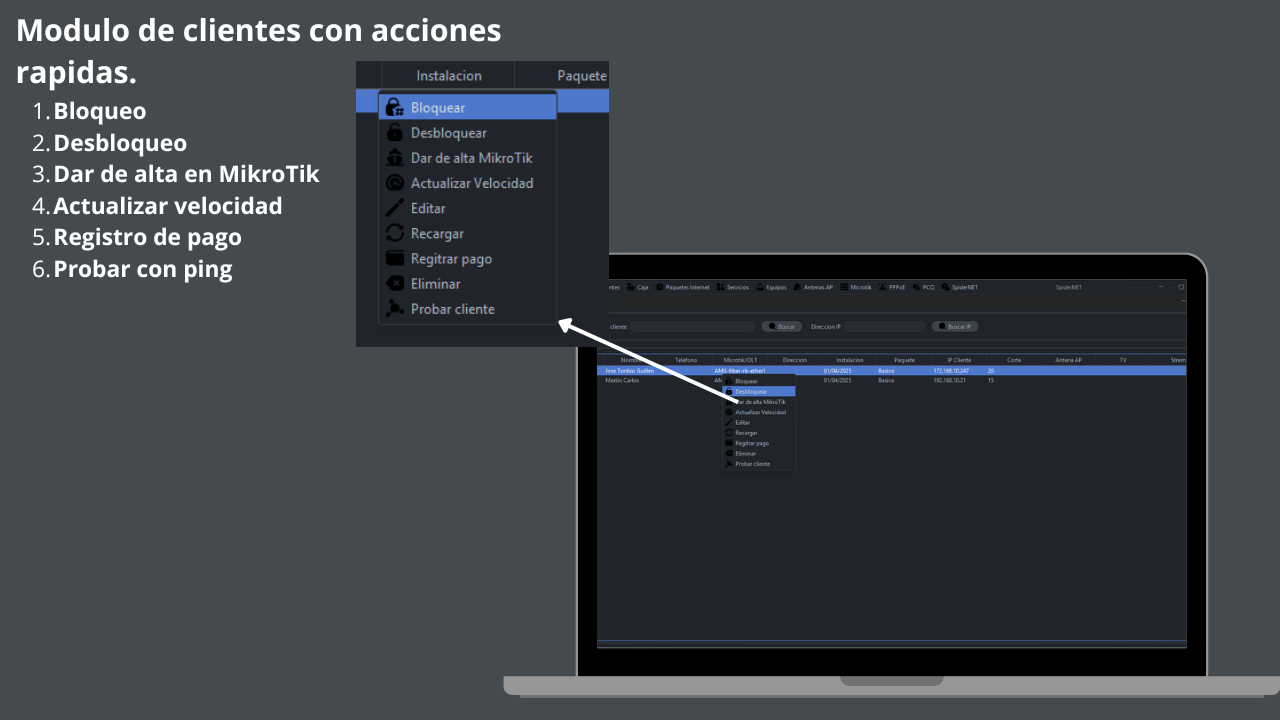 Modulo de clientes con acciones
rapidas.
1. Bloqueo
2. Desbloqueo
3. Dar de alta en MikroTik
4. Actualizar velocidad
5. Registro de pago
6. Probar con ping
Instalacion Paquete
Bloquear
Desbloquear
Dar de alta MikroTik
Actualizar Velocidad
Editar
Recargar
Regitrar pago
Eliminar
Probar cliente
Caja Paquetes Internet Servicios Equipos Antenas AP Microtik PPPoE PCQ SpiderNET SpiderNET
cliente Buscar Direccion IP Buscar IP
Telefono Microtik/OLT Direccion Instalacion Paquete IP Cliente Corte Antena AP TV
Jose Toribio Guillen AMX-fiber-rb-ether1 01/04/2025 Basico 172.168.10.247 20
Martin Carlos 01/04/2025 Basico 192.168.10.21 15
Bloquear
Desbloquear
Dar de alta MikroTik
Actualizar Velocidad
Editar
Recargar
Regitrar pago
Eliminar
Probar cliente